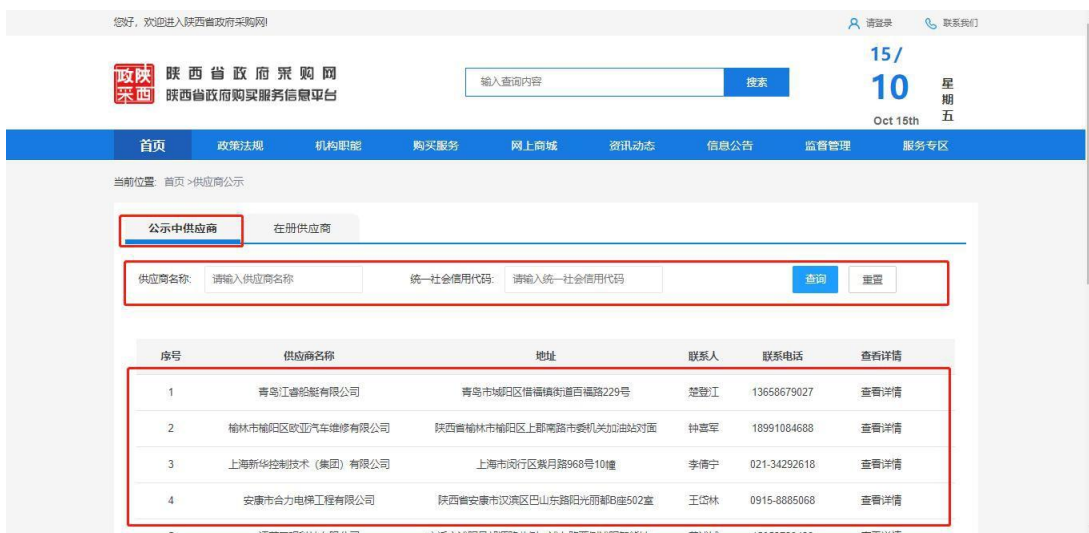 您好，欢迎进入陕西省政府采购网!
请登录
联系我们
陕西
政采
陕西省政府采购网
陕西省政府购买服务信息平台
输入查询内容
搜索
15/
10
Oct 15th
星期五
首页 政策法规 机构职能 购买服务 网上商城 资讯动态 信息公告 监督管理 服务专区
当前位置: 首页 >供应商公示
公示中供应商 在册供应商
供应商名称: 请输入供应商名称 统一社会信用代码: 请输入统一社会信用代码 查询 重置
序号 供应商名称 地址 联系人 联系电话 查看详情
1 青岛江睿船艇有限公司 青岛市城阳区惜福镇街道百福路229号 楚登江 13658679027 查看详情
2 榆林市榆阳区欧亚汽车维修有限公司 陕西省榆林市榆阳区上郡南路市委机关加油站对面 钟喜军 18991084688 查看详情
3 上海新华控制技术（集团）有限公司 上海市闵行区紫月路968号10幢 李倩宁 021-34292618 查看详情
4 安康市合力电梯工程有限公司 陕西省安康市汉滨区巴山东路阳光丽都B座502室 王岱林 0915-8885068 查看详情